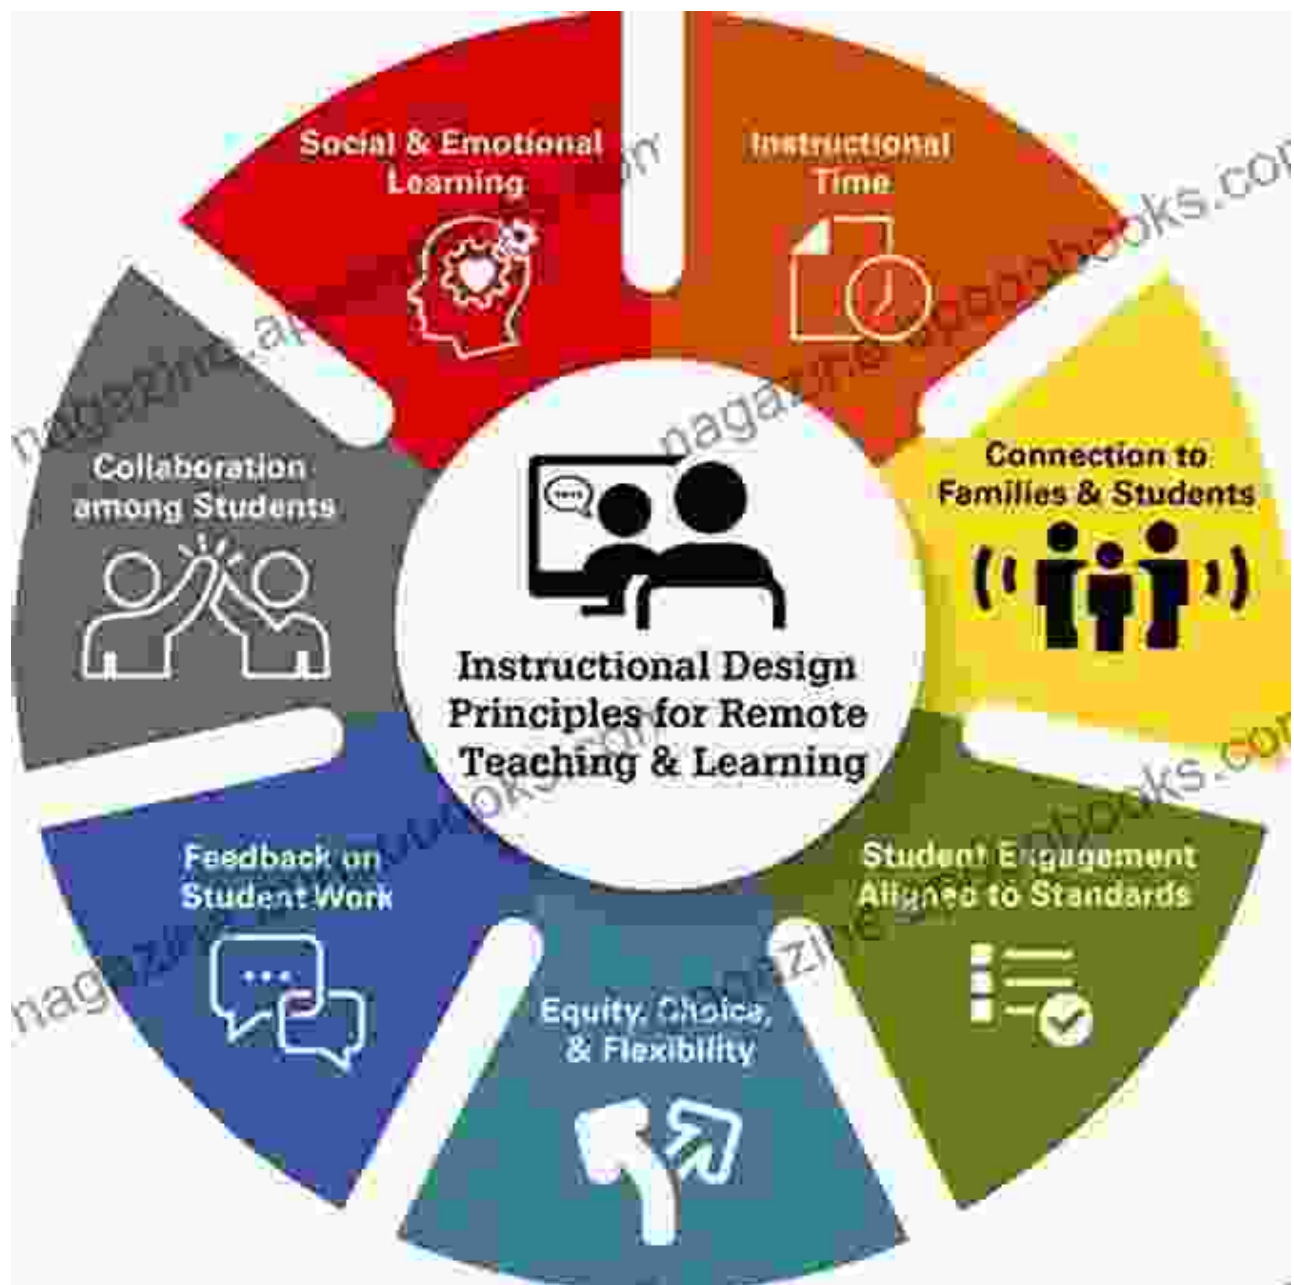 Social & Emotional
Learning
Instructional
Time
Connection to
Families & Students
Student Engagement
Aligned to Standards
Equity, Choice,
& Flexibility
Feedback on
Student Work
Collaboration
among Students
Instructional Design
Principles for Remote
Teaching & Learning